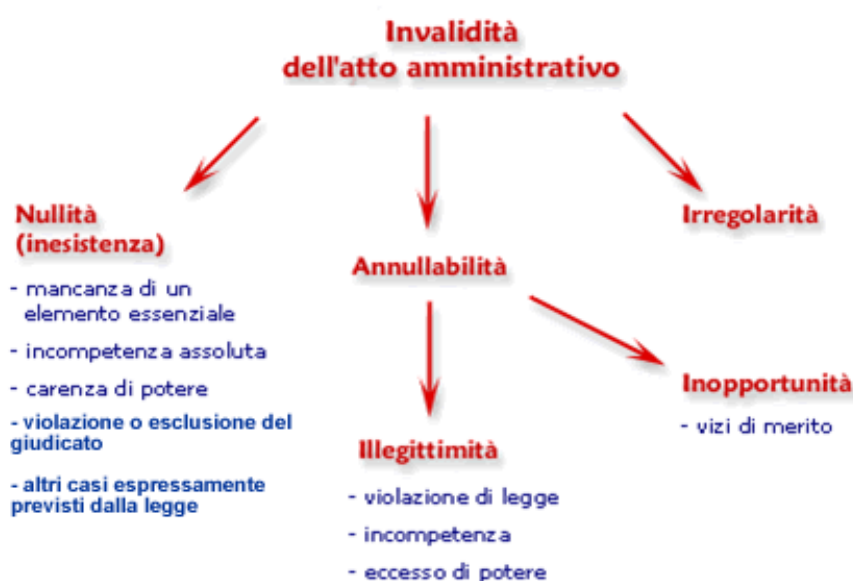 Invalidità
dell'atto amministrativo
Nullità
(inesistenza)
- mancanza di un
elemento essenziale
- incompetenza assoluta
- carenza di potere
- violazione o esclusione del
giudicato
- altri casi espressamente
previsti dalla legge
Annullabilità
Illegittimità
- violazione di legge
- incompetenza
- eccesso di potere
Irregolarità
Inopportunità
- vizi di merito